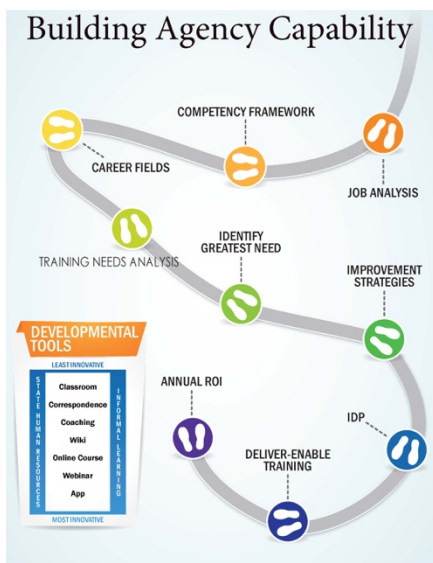 Building Agency Capability
COMPETENCY FRAMEWORK
JOB ANALYSIS
CAREER FIELDS
TRAINING NEEDS ANALYSIS
IDENTIFY
GREATEST NEED
IMPROVEMENT
STRATEGIES
IDP
DELIVER-ENABLE
TRAINING
ANNUAL ROI
DEVELOPMENTAL
TOOLS
LEAST INNOVATIVE
STATE HUMAN RESOURCES
Classroom
Correspondence
Coaching
Wiki
Online Course
Webinar
App
INFORMAL LEARNING
MOST INNOVATIVE